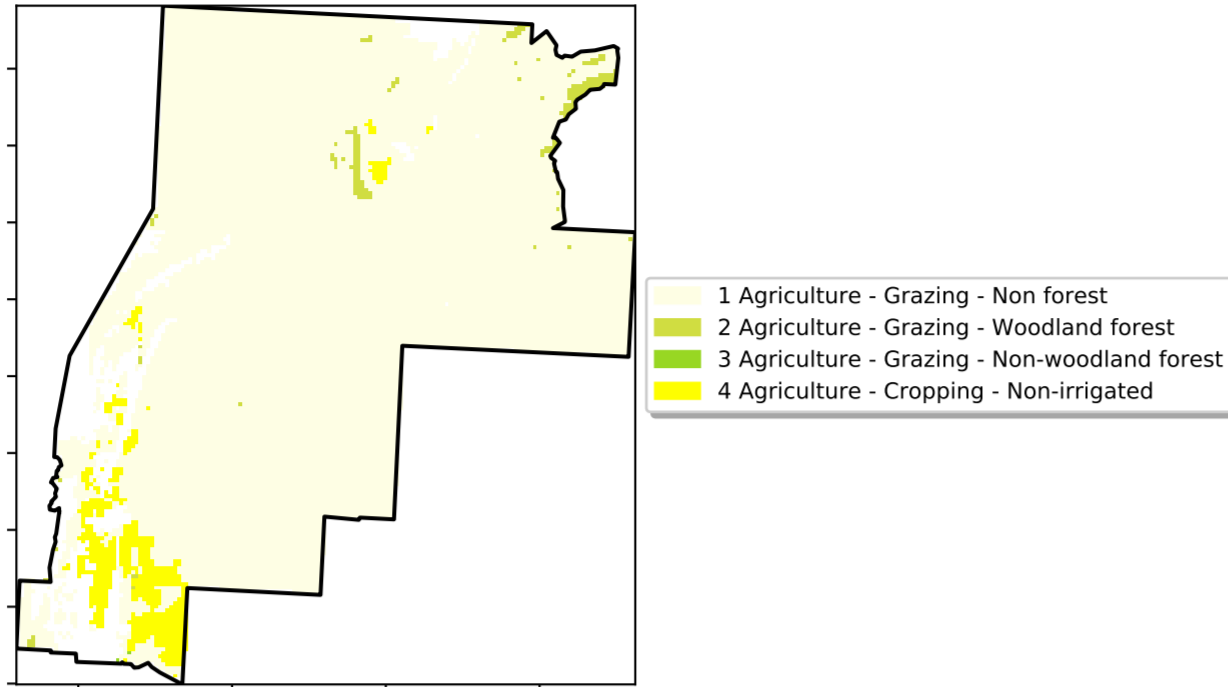 1 Agriculture - Grazing - Non forest
2 Agriculture - Grazing - Woodland forest
3 Agriculture - Grazing - Non-woodland forest
4 Agriculture - Cropping - Non-irrigated